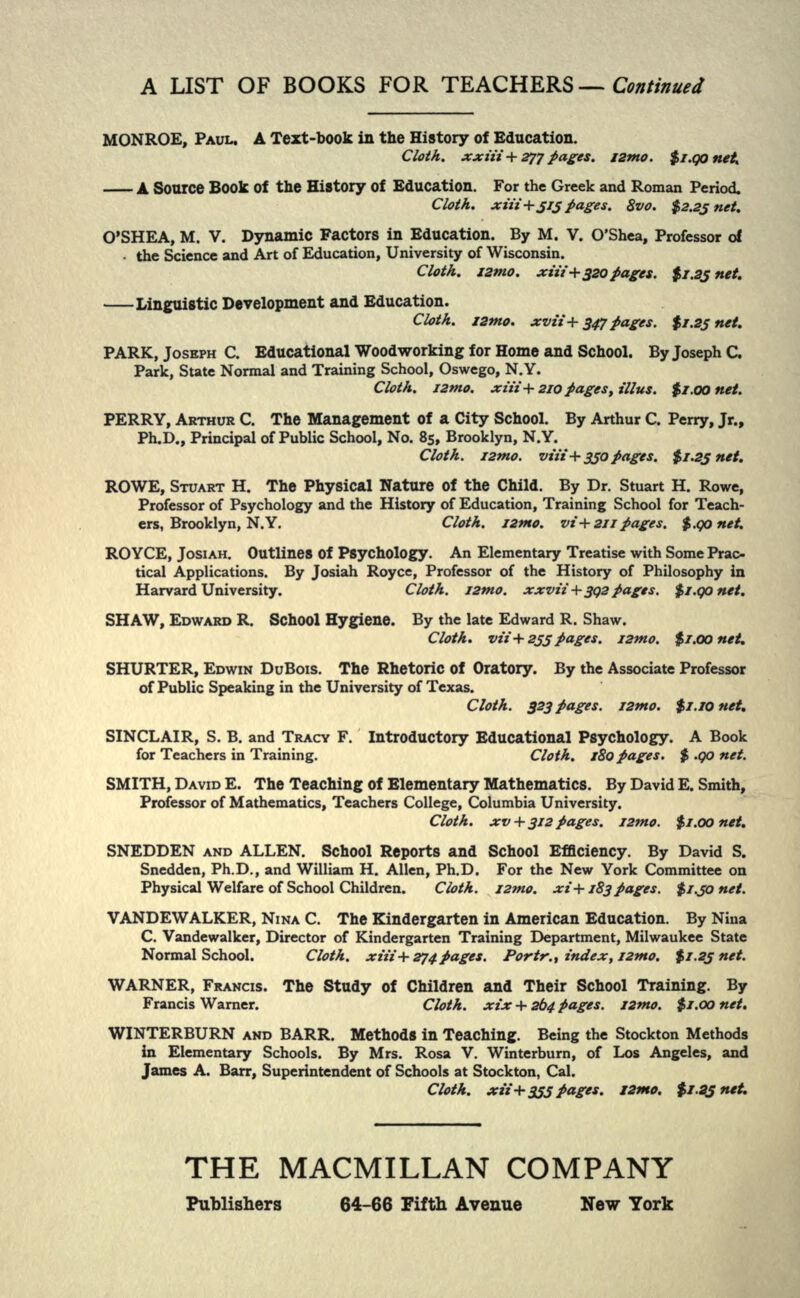 A LIST OF BOOKS FOR TEACHERS — Continued
MONROE, PAUL. A Text-book in the History of Education.
Cloth. xxiii + 277 pages. 12mo. $1.90 net.
—— A Source Book of the History of Education. For the Greek and Roman Period.
Cloth. xiii+515 pages. 8vo. $2.25 net.
O'SHEA, M. V. Dynamic Factors in Education. By M. V. O'Shea, Professor of
the Science and Art of Education, University of Wisconsin.
Cloth. 12mo. xiii+320 pages. $1.25 net.
—— Linguistic Development and Education.
Cloth. 12mo. xvii+ 347 pages. $1.25 net.
PARK, JOSEPH C. Educational Woodworking for Home and School. By Joseph C.
Park, State Normal and Training School, Oswego, N.Y.
Cloth. 12mo. xiii+ 210 pages, illus. $1.00 net.
PERRY, ARTHUR C. The Management of a City School. By Arthur C. Perry, Jr.,
Ph.D., Principal of Public School, No. 85, Brooklyn, N.Y.
Cloth. 12mo. viii+350 pages. $1.25 net.
ROWE, STUART H. The Physical Nature of the Child. By Dr. Stuart H. Rowe,
Professor of Psychology and the History of Education, Training School for Teach-
ers, Brooklyn, N.Y. Cloth. 12mo. vi+211 pages. $.90 net.
ROYCE, JOSIAH. Outlines of Psychology. An Elementary Treatise with Some Prac-
tical Applications. By Josiah Royce, Professor of the History of Philosophy in
Harvard University. Cloth. 12mo. xxvii+392 pages. $1.90 net.
SHAW, EDWARD R. School Hygiene. By the late Edward R. Shaw.
Cloth. vii+255 pages. 12mo. $1.00 net.
SHURTER, EDWIN DUBOIS. The Rhetoric of Oratory. By the Associate Professor
of Public Speaking in the University of Texas.
Cloth. 323 pages. 12mo. $1.10 net.
SINCLAIR, S. B. and TRACY F. Introductory Educational Psychology. A Book
for Teachers in Training. Cloth. 180 pages. $ .90 net.
SMITH, DAVID E. The Teaching of Elementary Mathematics. By David E. Smith,
Professor of Mathematics, Teachers College, Columbia University.
Cloth. xv+312 pages. 12mo. $1.00 net.
SNEDDEN AND ALLEN. School Reports and School Efficiency. By David S.
Snedden, Ph.D., and William H. Allen, Ph.D. For the New York Committee on
Physical Welfare of School Children. Cloth. 12mo. xi+183 pages. $1.50 net.
VANDEWALKER, NINA C. The Kindergarten in American Education. By Nina
C. Vandewalker, Director of Kindergarten Training Department, Milwaukee State
Normal School. Cloth. xiii+274 pages. Portr., index, 12mo. $1.25 net.
WARNER, FRANCIS. The Study of Children and Their School Training. By
Francis Warner. Cloth. xix+264 pages. 12mo. $1.00 net.
WINTERBURN AND BARR. Methods in Teaching. Being the Stockton Methods
in Elementary Schools. By Mrs. Rosa V. Winterburn, of Los Angeles, and
James A. Barr, Superintendent of Schools at Stockton, Cal.
Cloth. xii+355 pages. 12mo. $1.25 net.
THE MACMILLAN COMPANY
Publishers 64-66 Fifth Avenue New York